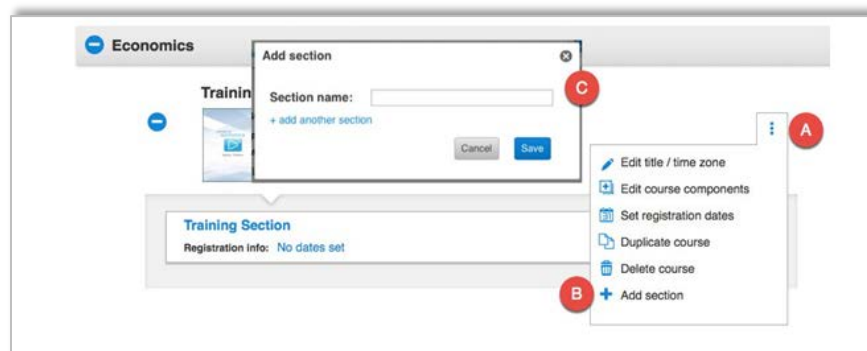 Economics
Add section
Trainin
Section name:
C
+ add another section
A
Cancel
Save
Edit title / time zone
Edit course components
Set registration dates
Training Section
Registration info: No dates set
Duplicate course
Delete course
B
Add section